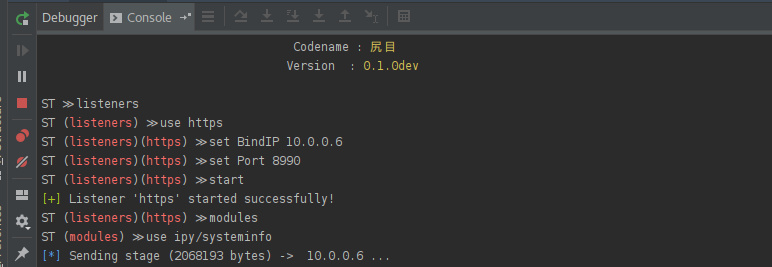 Debugger Console
Codename : 尻目
Version : 0.1.0dev
ST ≫listeners
ST (listeners) ≫use https
ST (listeners)(https) ≫set BindIP 10.0.0.6
ST (listeners)(https) ≫set Port 8990
ST (listeners)(https) ≫start
[+] Listener 'https' started successfully!
ST (listeners)(https) ≫modules
ST (modules) ≫use ipy/systeminfo
[*] Sending stage (2068193 bytes) -> 10.0.0.6 ...